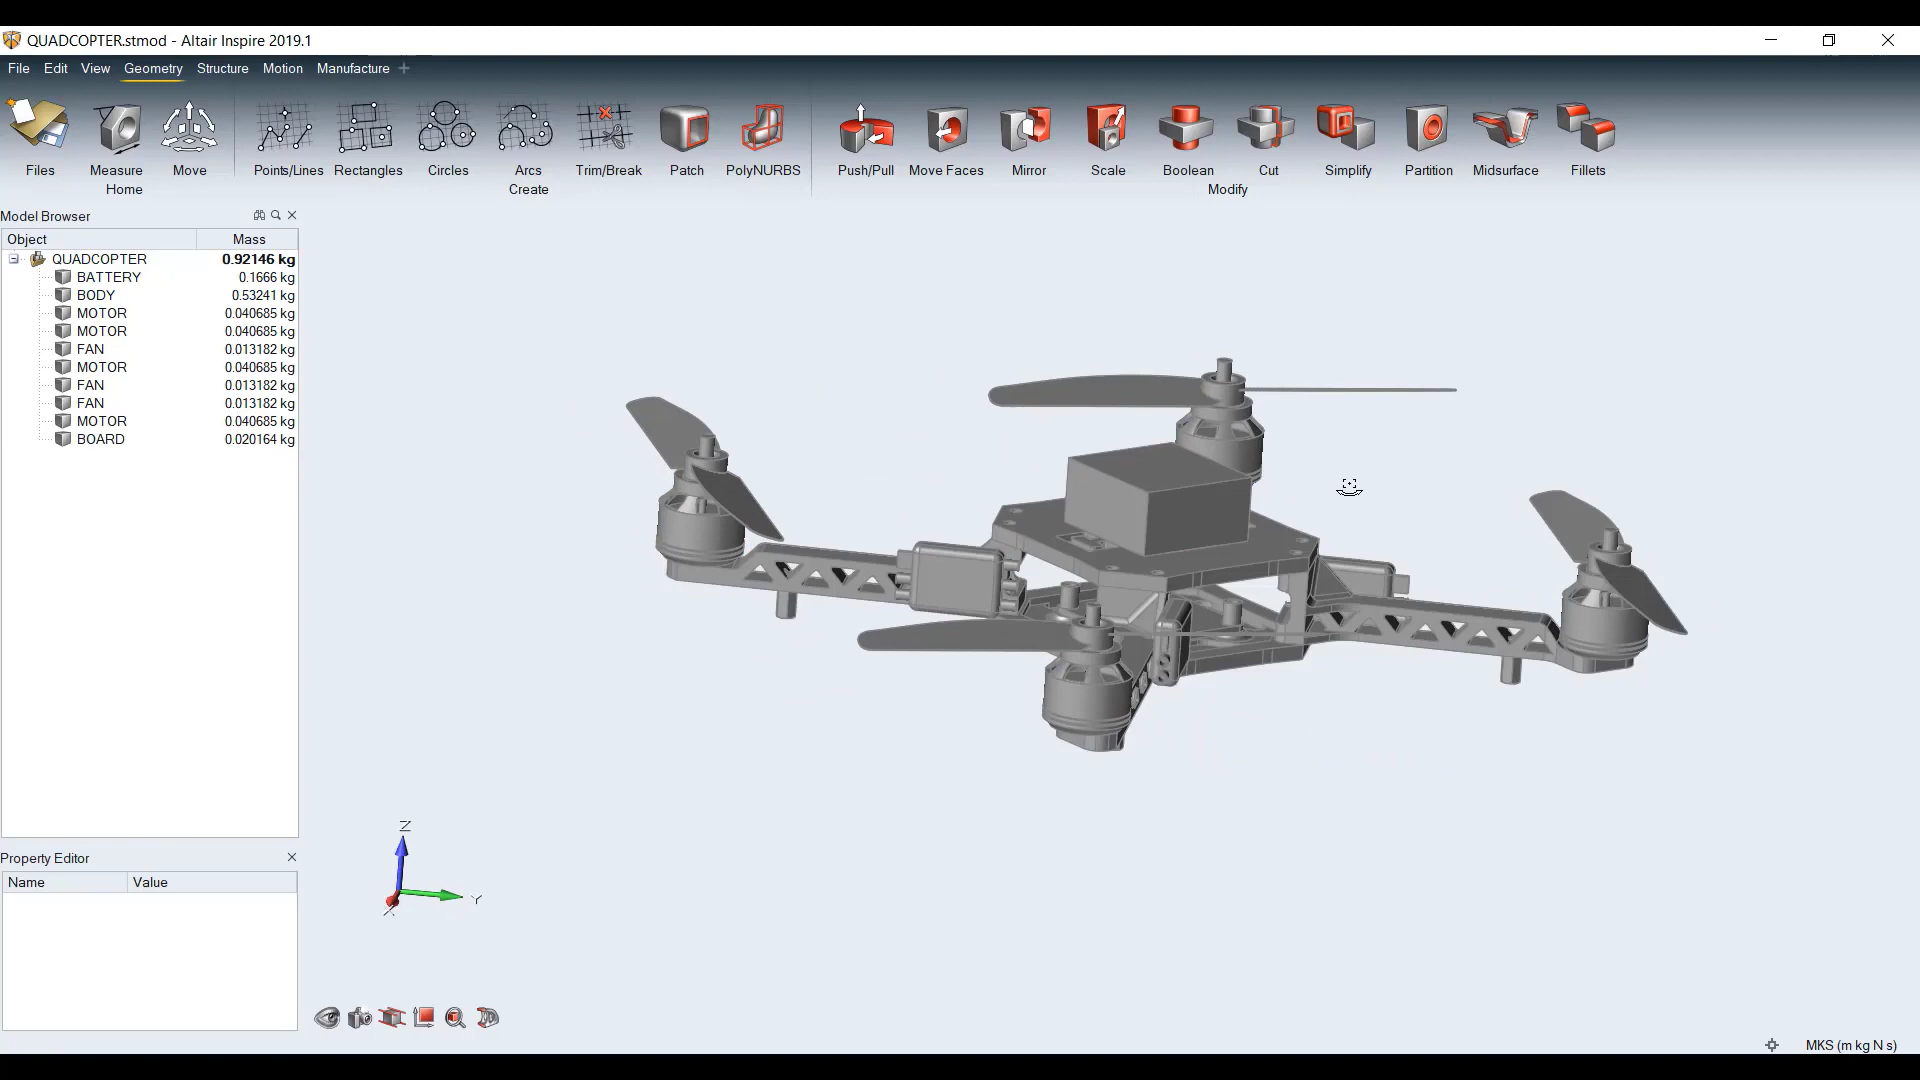 QUADCOPTER.stmod - Altair Inspire 2019.1
File Edit View Geometry Structure Motion Manufacture +
Files Measure Move Points/Lines Rectangles Circles Arcs Trim/Break Patch PolyNURBS Push/Pull Move Faces Mirror Scale Boolean Cut Simplify Partition Midsurface Fillets
Home Create Modify
Model Browser
Object Mass
QUADCOPTER 0.92146 kg
BATTERY 0.1666 kg
BODY 0.53241 kg
MOTOR 0.040685 kg
MOTOR 0.040685 kg
FAN 0.013182 kg
MOTOR 0.040685 kg
FAN 0.013182 kg
FAN 0.013182 kg
MOTOR 0.040685 kg
BOARD 0.020164 kg
Z
Y
X
Property Editor
Name Value
MKS (m kg N s)